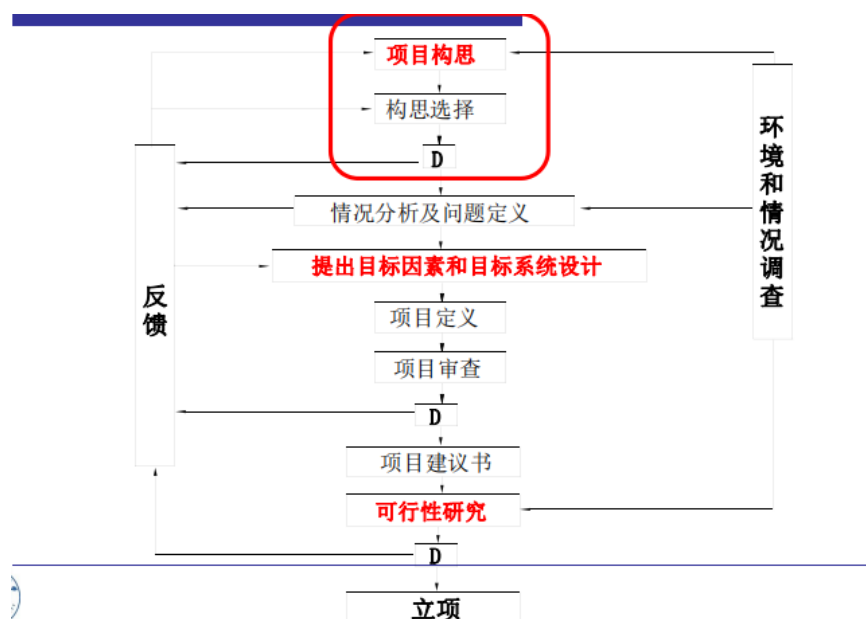 项目构思
构思选择
D
情况分析及问题定义
提出目标因素和目标系统设计
项目定义
项目审查
D
项目建议书
可行性研究
D
立项
反馈
环境和情况调查